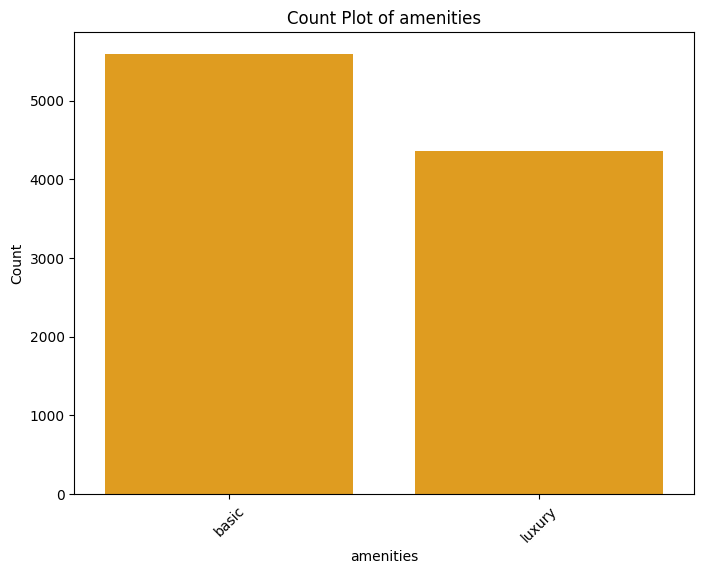 Count Plot of amenities
Count
5000
4000
3000
2000
1000
0
basic
luxury
amenities